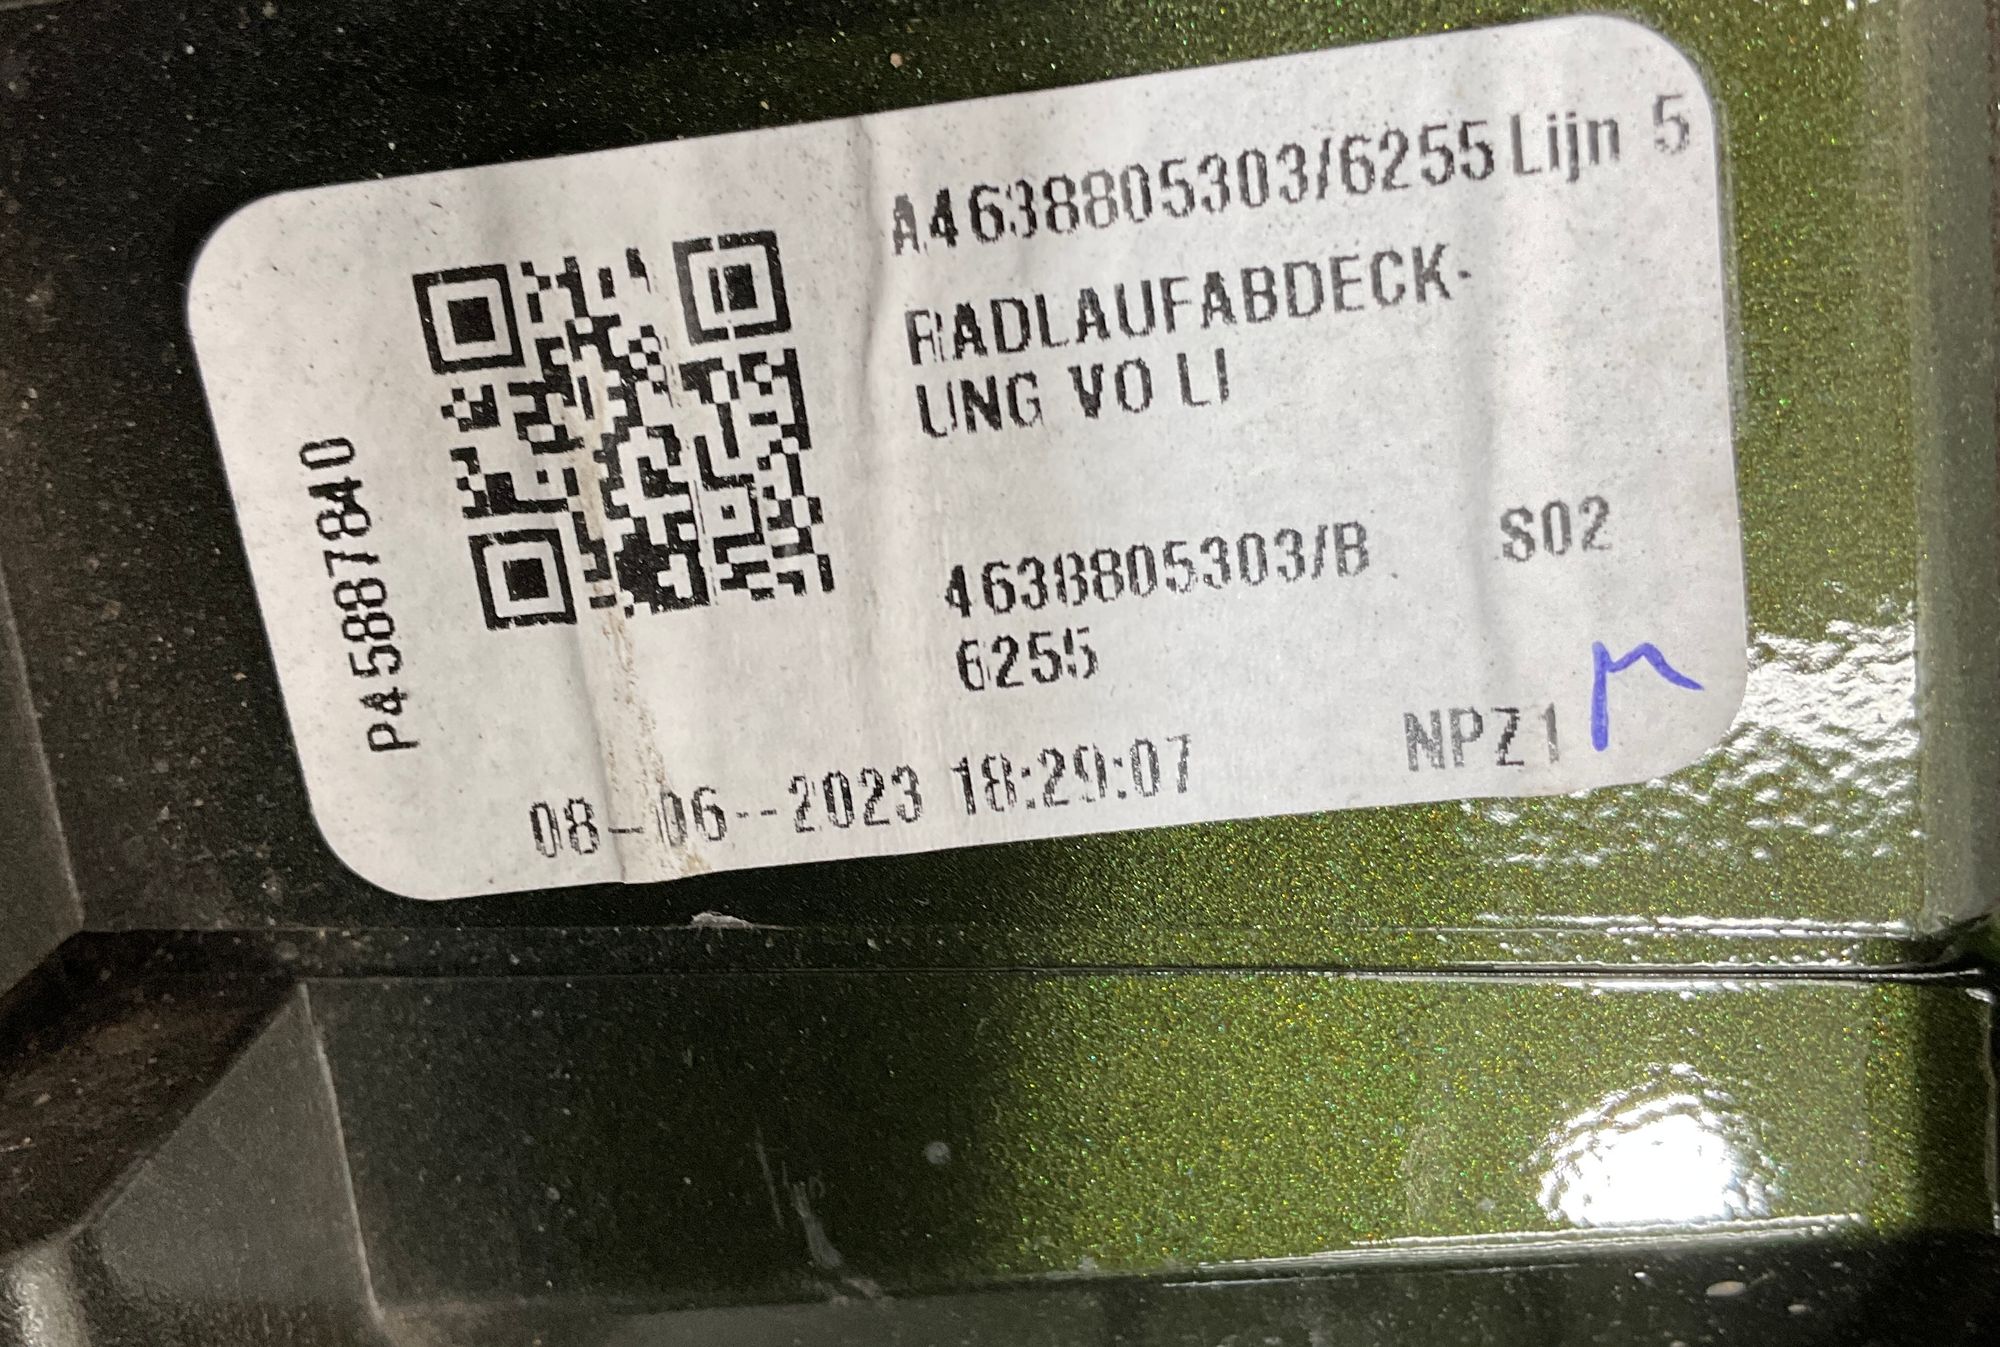 A4638805303/6255 Lijn 5
RADLAUFABDECK-
UNG VO LI
4638805303/B S02
6255
NPZ1
08-06--2023 18:29:07
P45887840